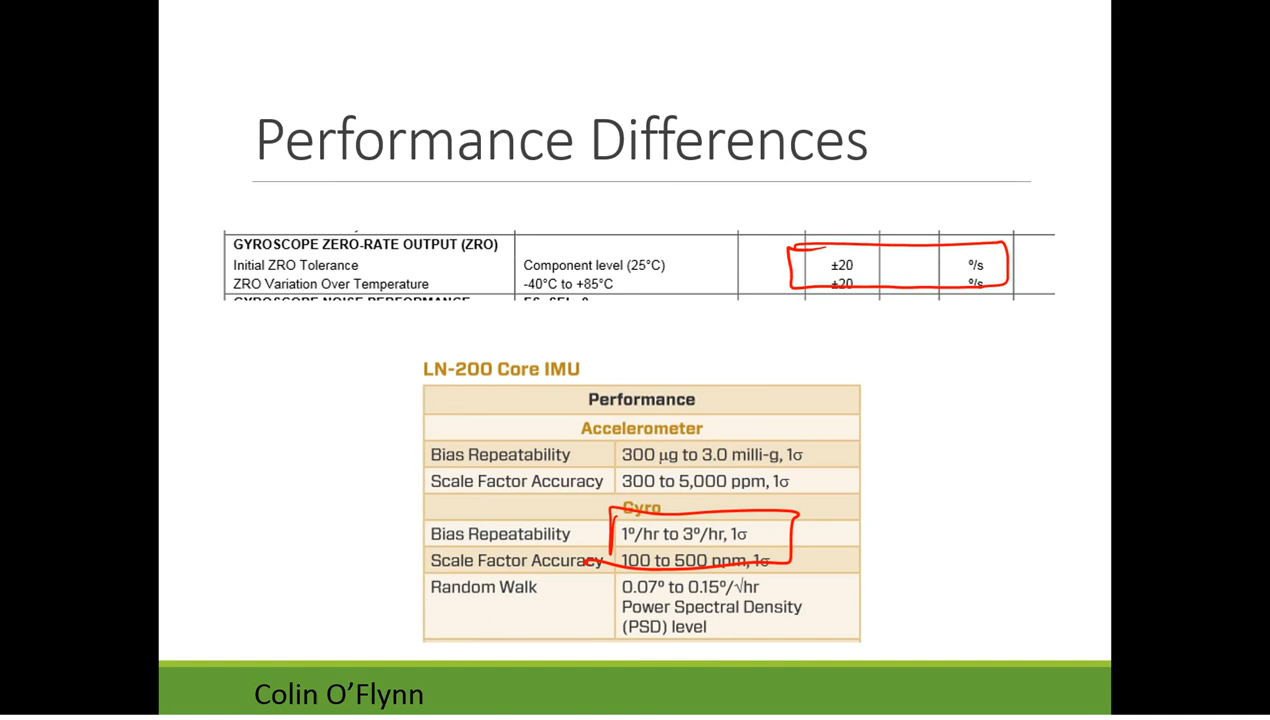 Performance Differences
GYROSCOPE ZERO-RATE OUTPUT (ZRO)
Initial ZRO Tolerance Component level (25°C) ±20 º/s
ZRO Variation Over Temperature -40°C to +85°C ±20 º/s
GYROSCOPE NOISE PERFORMANCE FS_SEL=0
LN-200 Core IMU
Performance
Accelerometer
Bias Repeatability 300 µg to 3.0 milli-g, 1σ
Scale Factor Accuracy 300 to 5,000 ppm, 1σ
Gyro
Bias Repeatability 1º/hr to 3º/hr, 1σ
Scale Factor Accuracy 100 to 500 ppm, 1σ
Random Walk 0.07º to 0.15º/√hr
Power Spectral Density
(PSD) level
Colin O’Flynn